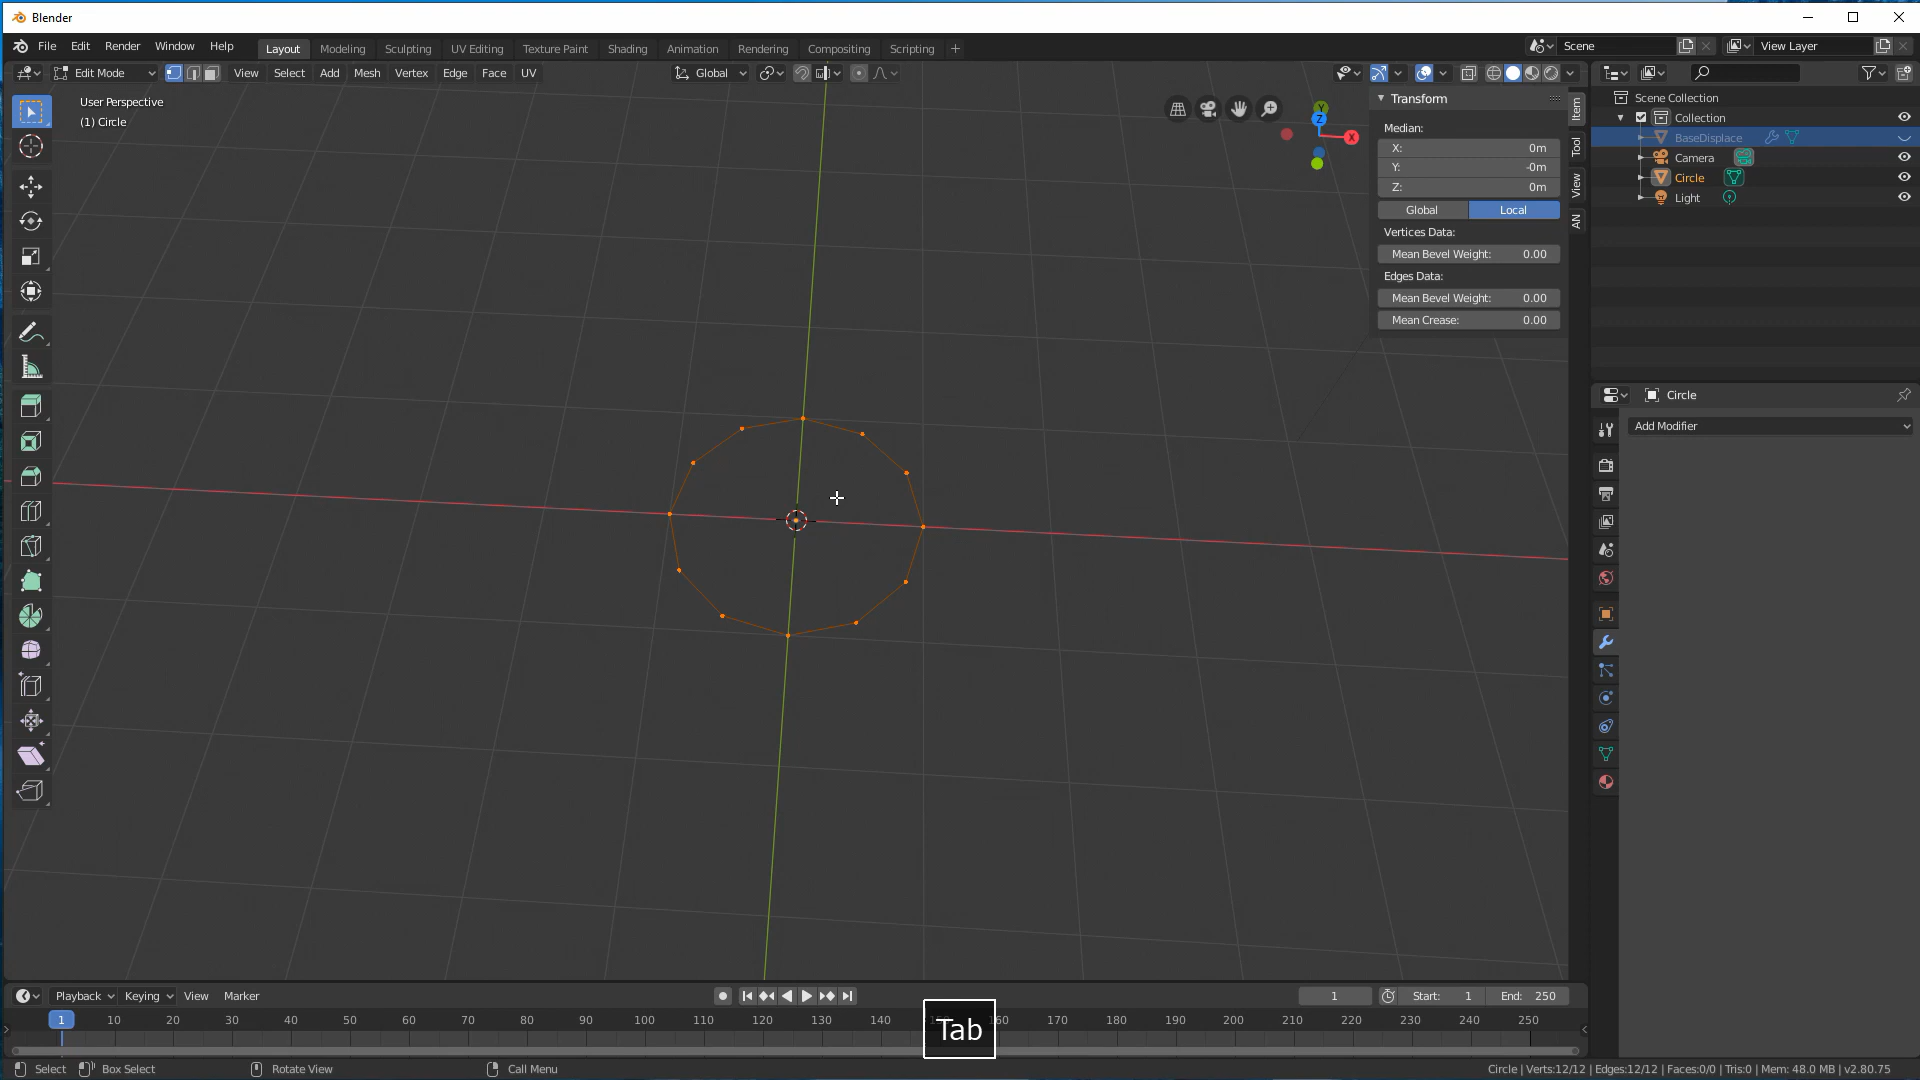 Blender
File Edit Render Window Help Layout Modeling Sculpting UV Editing Texture Paint Shading Animation Rendering Compositing Scripting + Scene View Layer
Edit Mode View Select Add Mesh Vertex Edge Face UV Global
User Perspective
(1) Circle
Y
Z
X
Transform
Median:
X: 0m
Y: -0m
Z: 0m
Global Local
Vertices Data:
Mean Bevel Weight: 0.00
Edges Data:
Mean Bevel Weight: 0.00
Mean Crease: 0.00
Item
Tool
View
AN
Scene Collection
Collection
BaseDisplace
Camera
Circle
Light
Circle
Add Modifier
Playback Keying View Marker 1 Start: 1 End: 250
1 10 20 30 40 50 60 70 80 90 100 110 120 130 140 150 160 170 180 190 200 210 220 230 240 250
Tab
Select Box Select Rotate View Call Menu Circle | Verts:12/12 | Edges:12/12 | Faces:0/0 | Tris:0 | Mem: 48.0 MB | v2.80.75